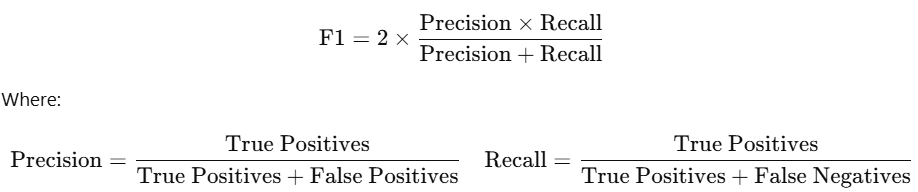 F1 = 2 × Precision × Recall / Precision + Recall
Where:
Precision = True Positives / True Positives + False Positives Recall = True Positives / True Positives + False Negatives